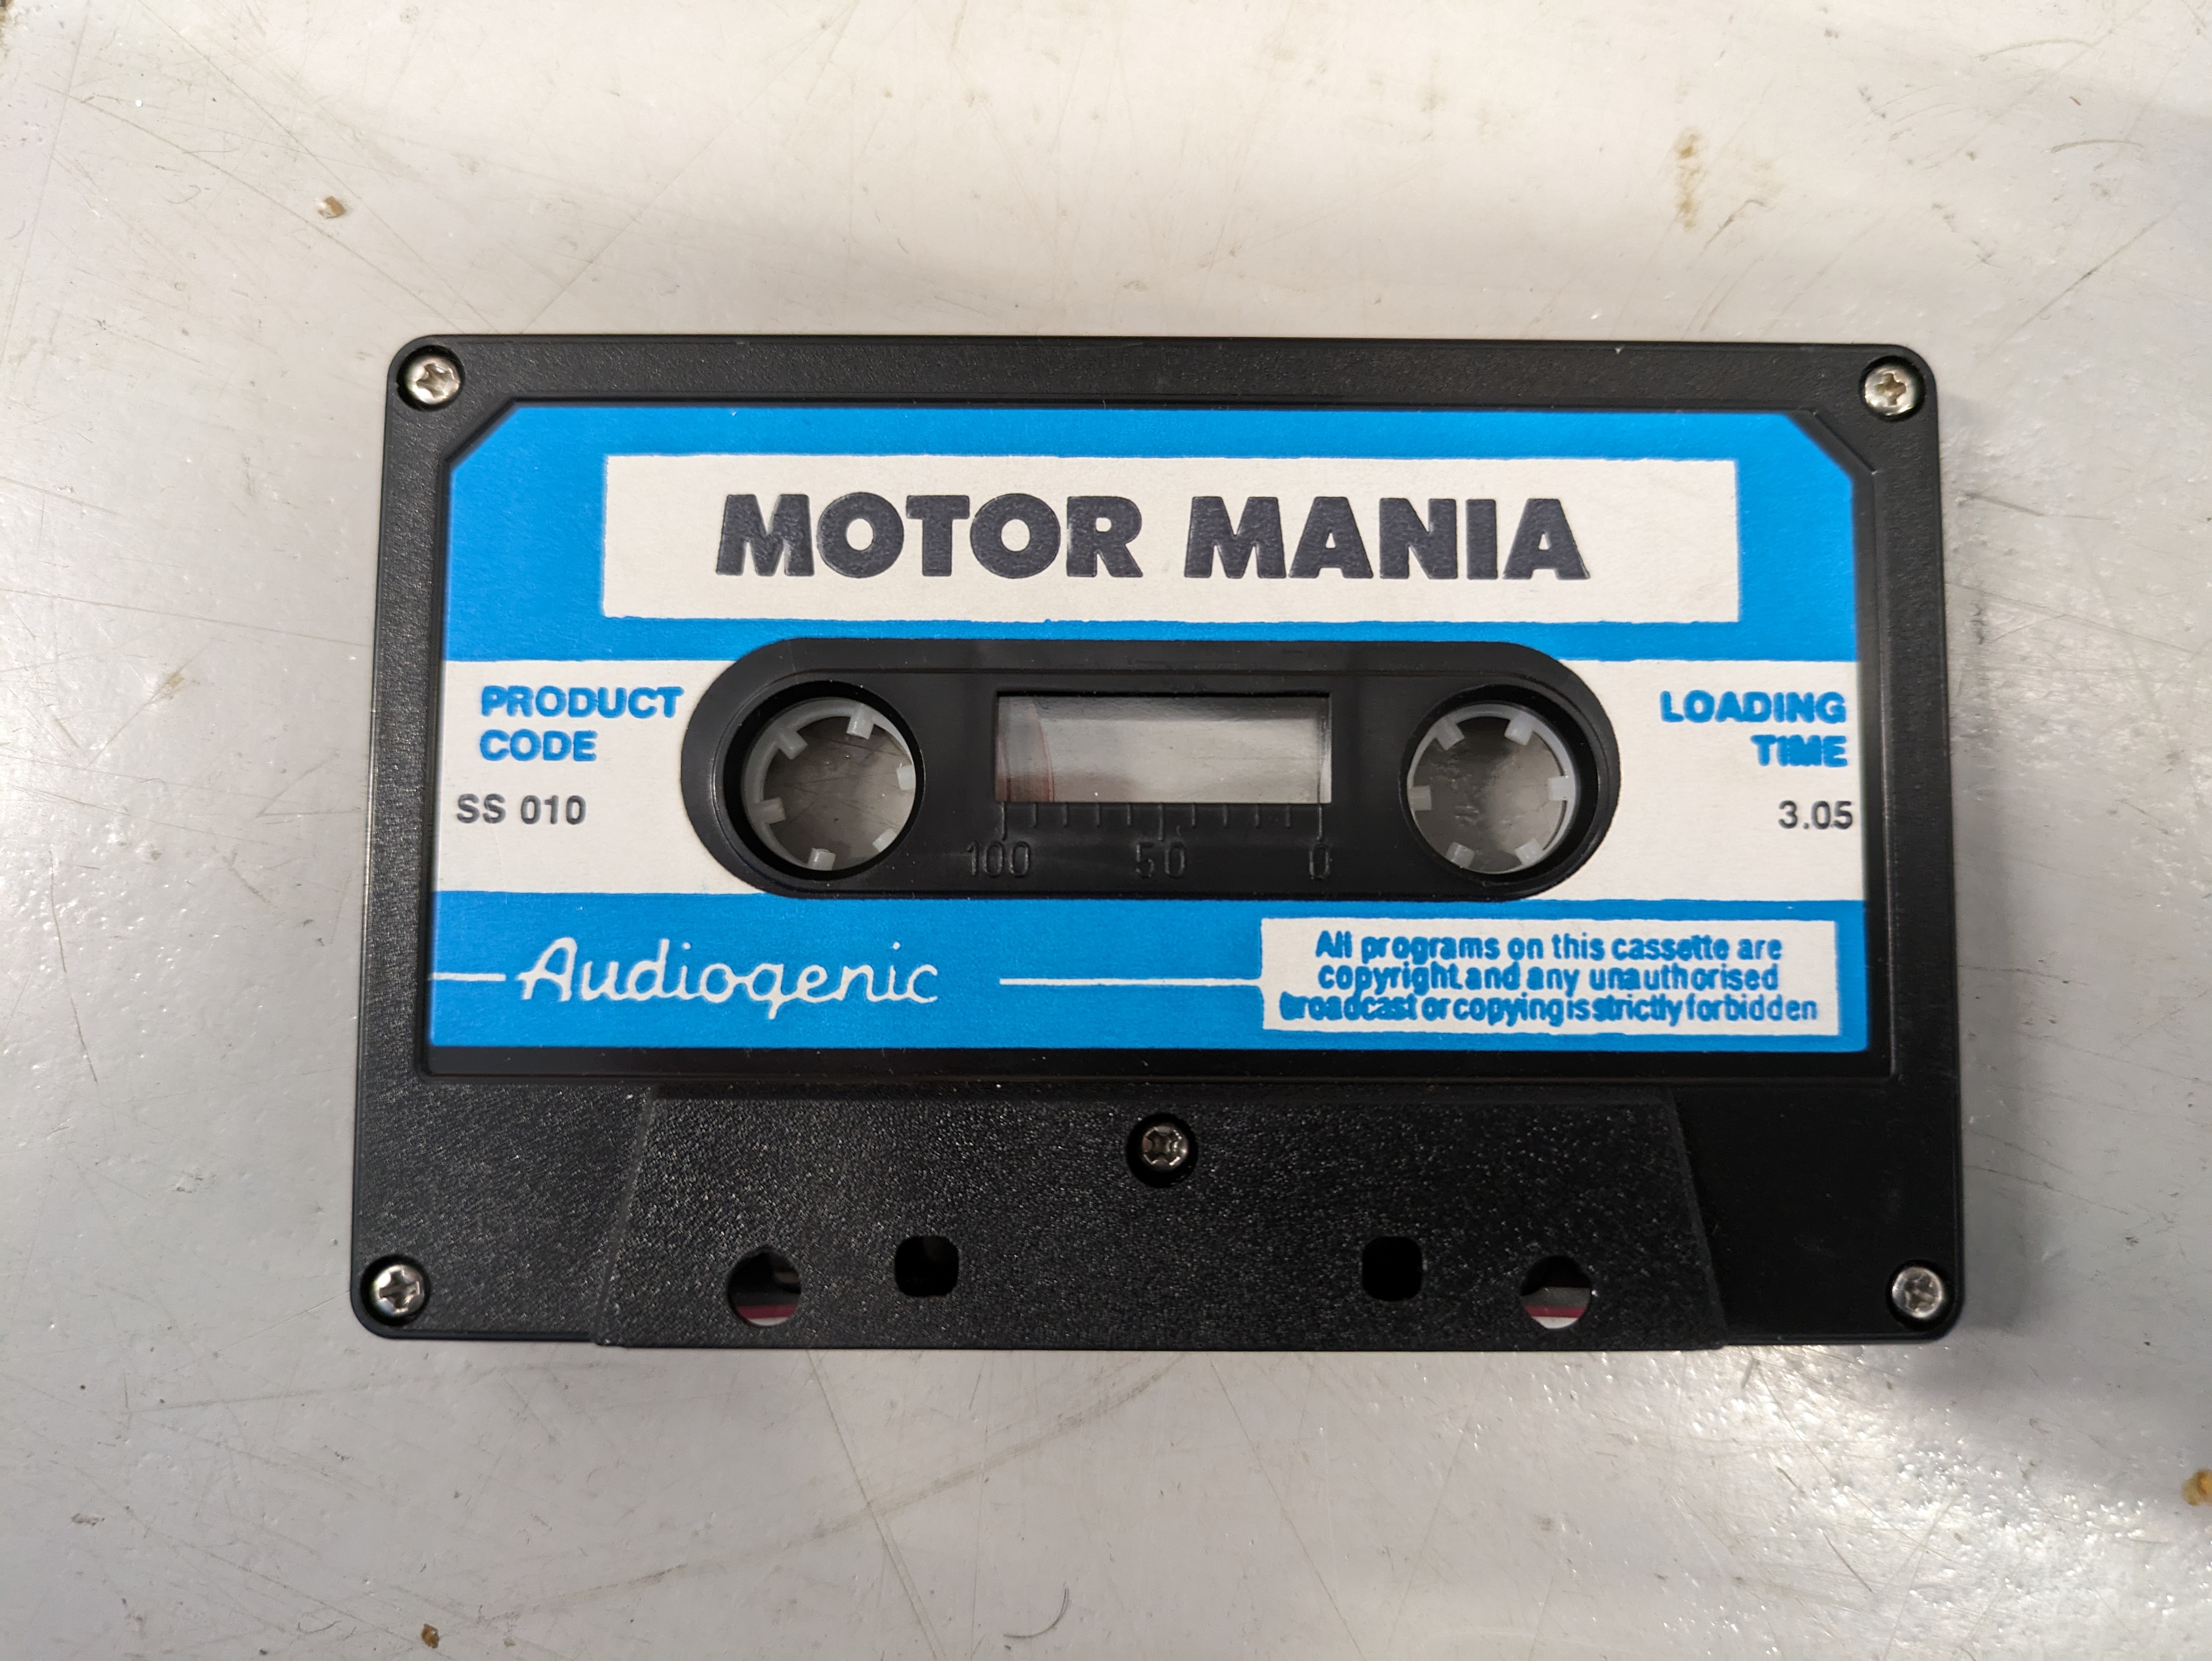 MOTOR MANIA
PRODUCT
CODE
SS 010
LOADING
TIME
3.05
100 50 0
Audiogenic
All programs on this cassette are
copyright and any unauthorised
broadcast or copying is strictly forbidden